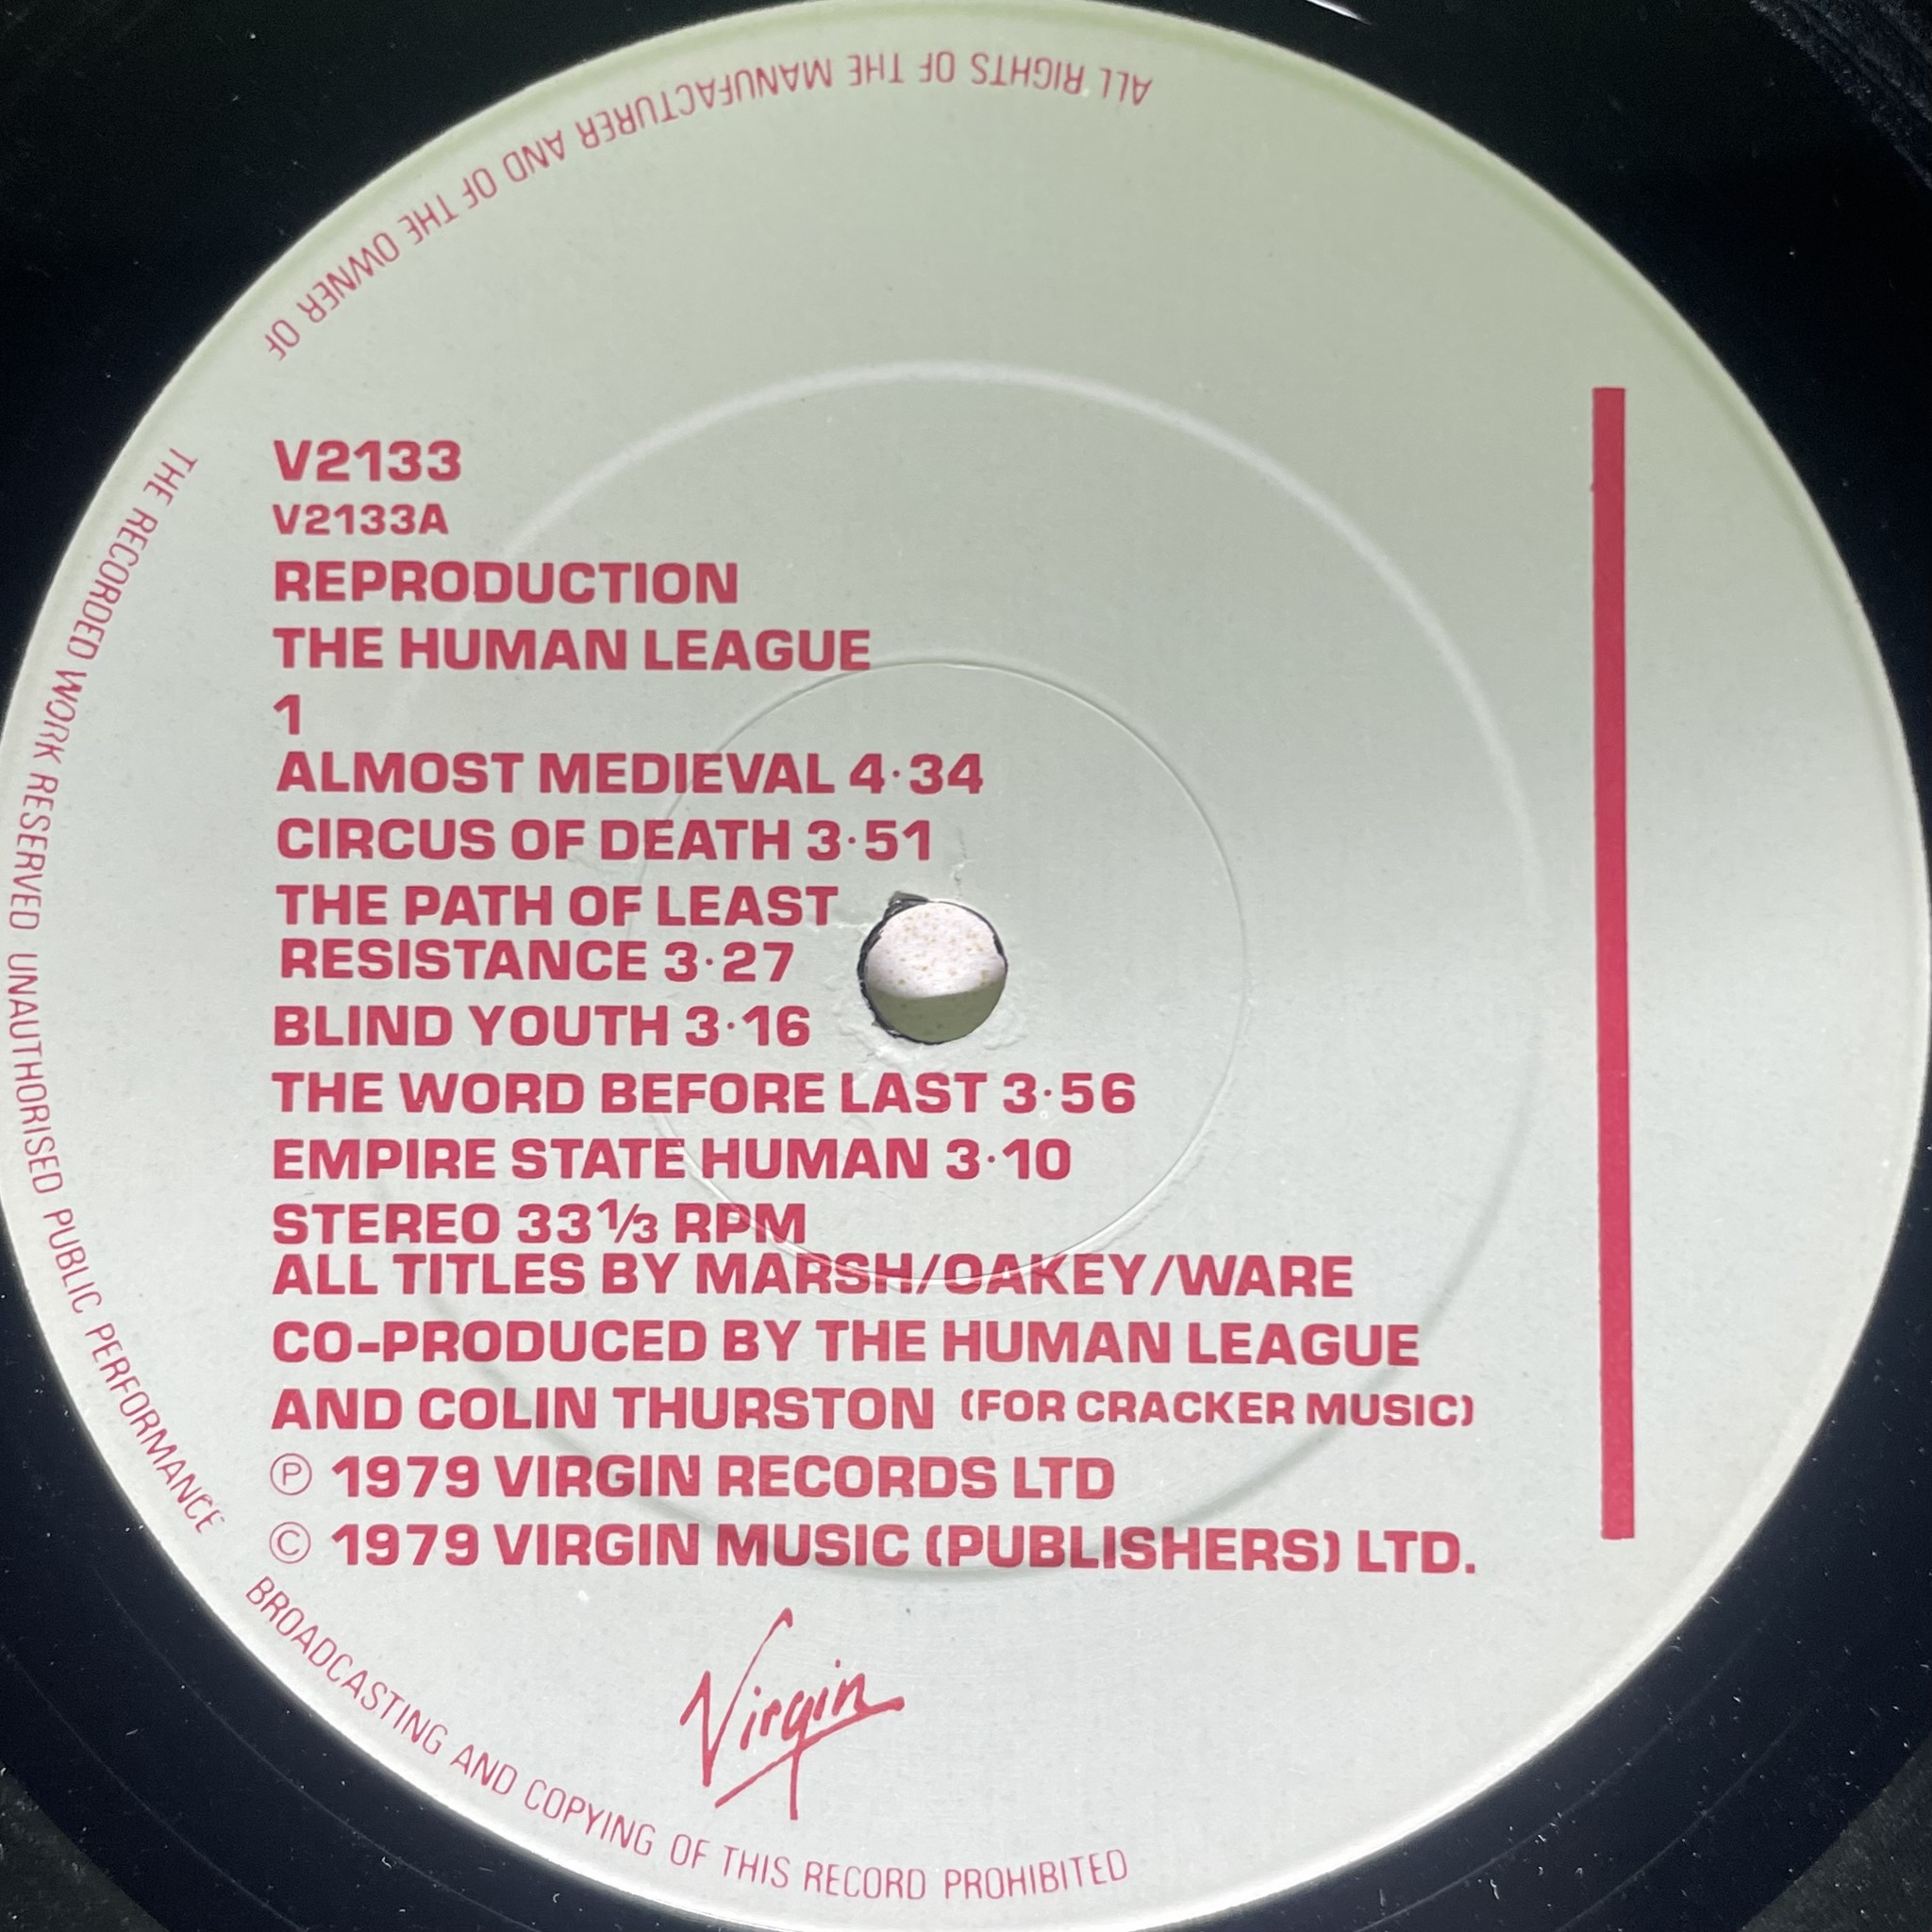 V2133
V2133A
REPRODUCTION
THE HUMAN LEAGUE
1
ALMOST MEDIEVAL 4·34
CIRCUS OF DEATH 3·51
THE PATH OF LEAST
RESISTANCE 3·27
BLIND YOUTH 3·16
THE WORD BEFORE LAST 3·56
EMPIRE STATE HUMAN 3·10
STEREO 33⅓ RPM
ALL TITLES BY MARSH/OAKEY/WARE
CO-PRODUCED BY THE HUMAN LEAGUE
AND COLIN THURSTON (FOR CRACKER MUSIC)
Ⓟ 1979 VIRGIN RECORDS LTD
© 1979 VIRGIN MUSIC (PUBLISHERS) LTD.
Virgin
ALL RIGHTS OF THE MANUFACTURER AND OF THE OWNER OF THE RECORDED WORK RESERVED UNAUTHORISED PUBLIC PERFORMANCE BROADCASTING AND COPYING OF THIS RECORD PROHIBITED